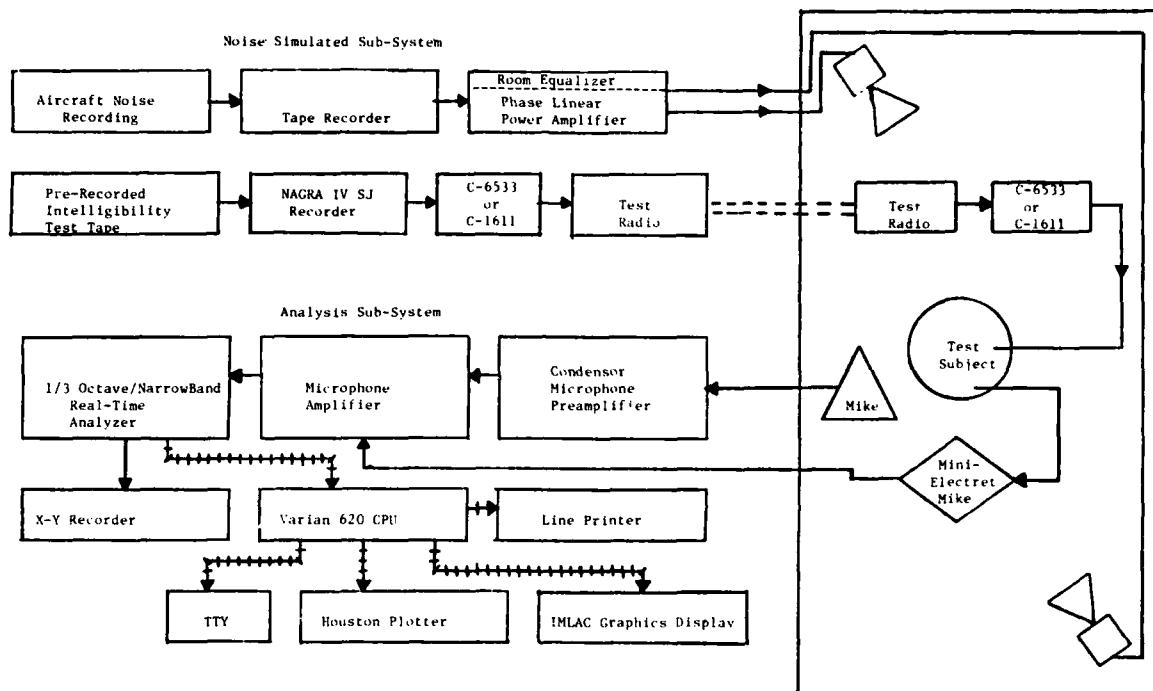 Noise Simulated Sub-System
Aircraft Noise
Recording
Tape Recorder
Room Equalizer
Phase Linear
Power Amplifier
Pre-Recorded
Intelligibility
Test Tape
NAGRA IV SJ
Recorder
C-6533
or
C-1611
Test
Radio
Test
Radio
C-6533
or
C-1611
Analysis Sub-System
1/3 Octave/NarrowBand
Real-Time
Analyzer
Microphone
Amplifier
Condensor
Microphone
Preamplifier
Mike
Test
Subject
Mini-
Electret
Mike
X-Y Recorder
Varian 620 CPU
Line Printer
TTY
Houston Plotter
IMLAC Graphics Display